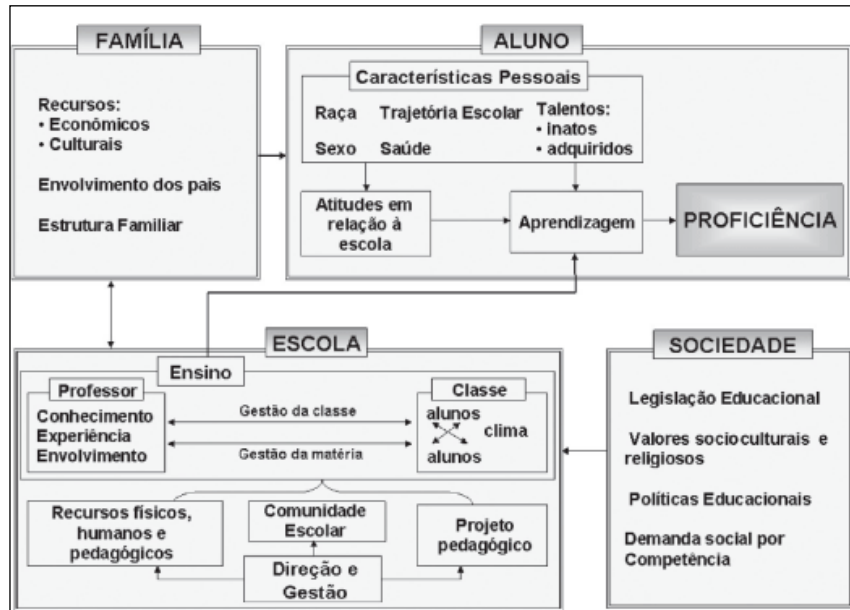 FAMÍLIA
Recursos:
• Econômicos
• Culturais
Envolvimento dos pais
Estrutura Familiar
ALUNO
Características Pessoais
Raça Trajetória Escolar Talentos:
• inatos
Sexo Saúde • adquiridos
Atitudes em
relação à
escola
Aprendizagem
PROFICIÊNCIA
ESCOLA
Ensino
Professor
Conhecimento
Experiência
Envolvimento
Gestão da classe
Gestão da matéria
Classe
alunos
clima
alunos
Recursos físicos,
humanos e
pedagógicos
Comunidade
Escolar
Projeto
pedagógico
Direção e
Gestão
SOCIEDADE
Legislação Educacional
Valores socioculturais e
religiosos
Políticas Educacionais
Demanda social por
Competência